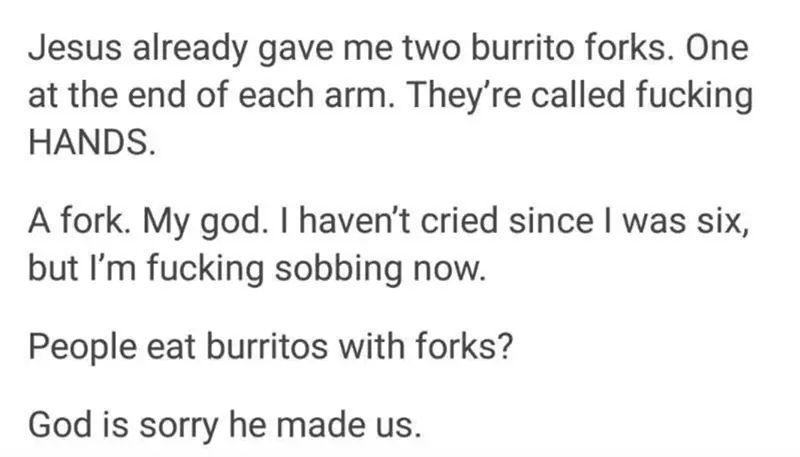 Jesus already gave me two burrito forks. One
at the end of each arm. They're called fucking
HANDS.
A fork. My god. I haven't cried since I was six,
but I'm fucking sobbing now.
People eat burritos with forks?
God is sorry he made us.